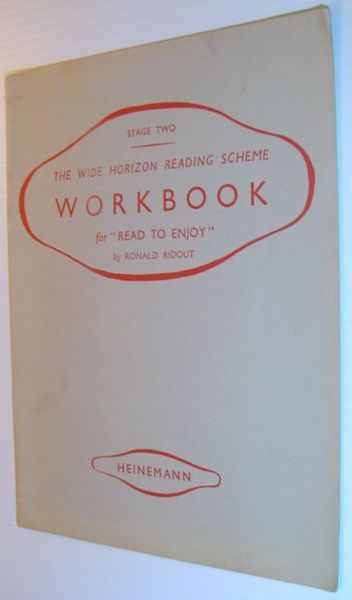 STAGE TWO
THE WIDE HORIZON READING SCHEME
WORKBOOK
for "READ TO ENJOY"
by RONALD RIDOUT
HEINEMANN